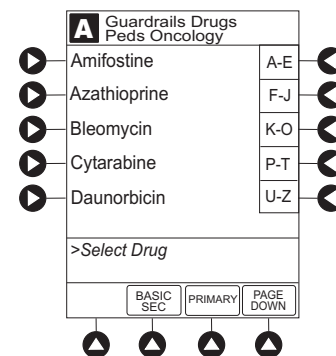 A Guardrails Drugs
Peds Oncology
Amifostine A-E
Azathioprine F-J
Bleomycin K-O
Cytarabine P-T
Daunorbicin U-Z
>Select Drug
BASIC SEC PRIMARY PAGE DOWN